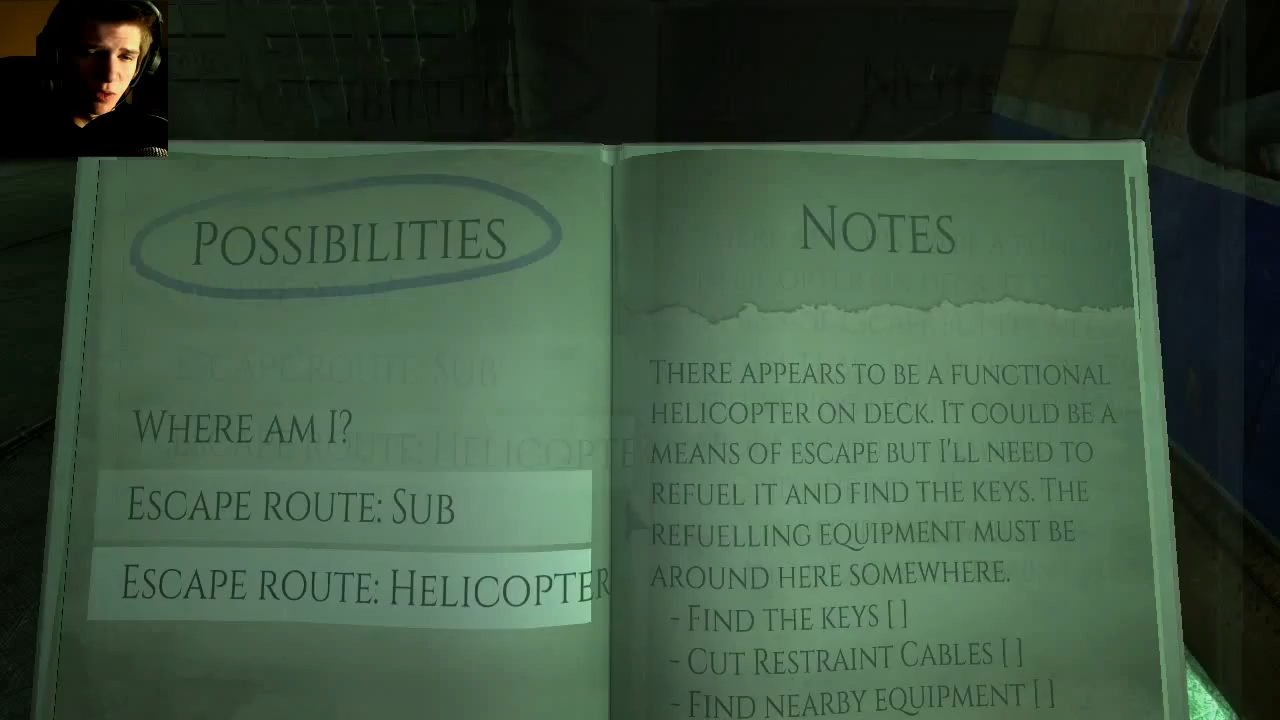 Possibilities
Where am I?
Escape route: Sub
Escape route: Helicopter
Notes
There appears to be a functional
helicopter on deck. It could be a
means of escape but I'll need to
refuel it and find the keys. The
refuelling equipment must be
around here somewhere.
- Find the keys [ ]
- Cut Restraint Cables [ ]
- Find nearby equipment [ ]